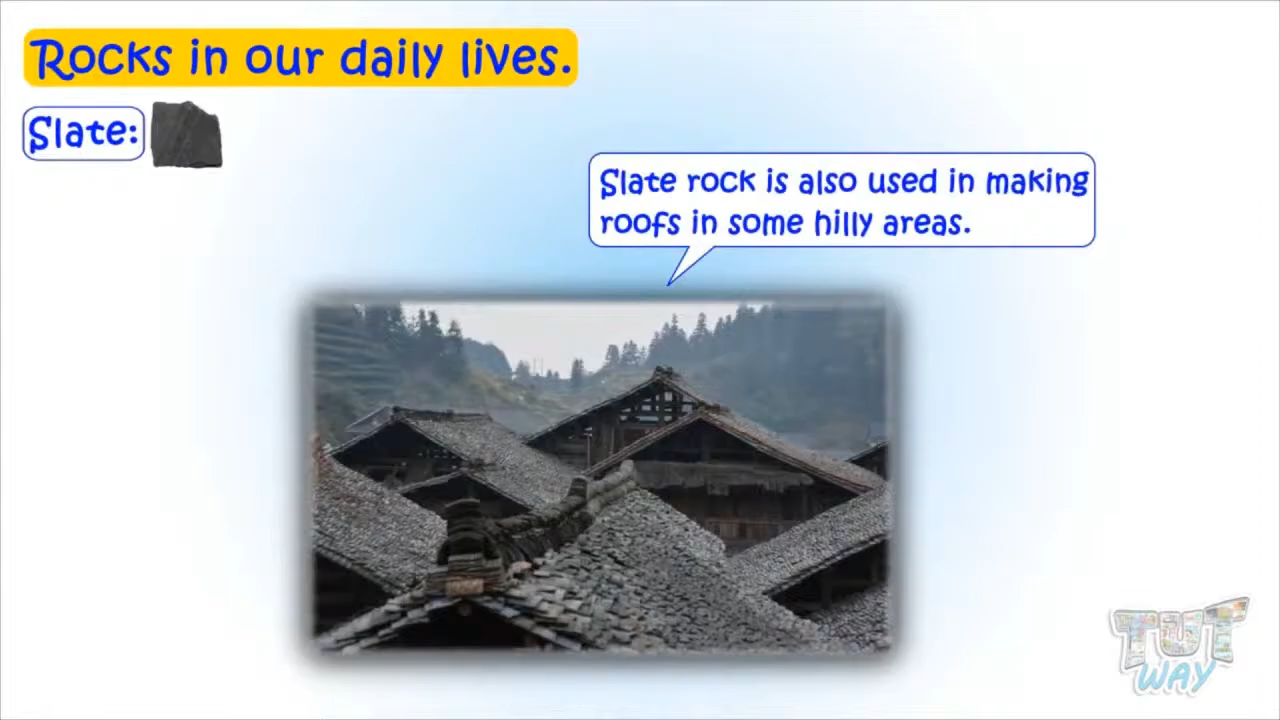 Rocks in our daily lives.
Slate:
Slate rock is also used in making
roofs in some hilly areas.
TUT
WAY